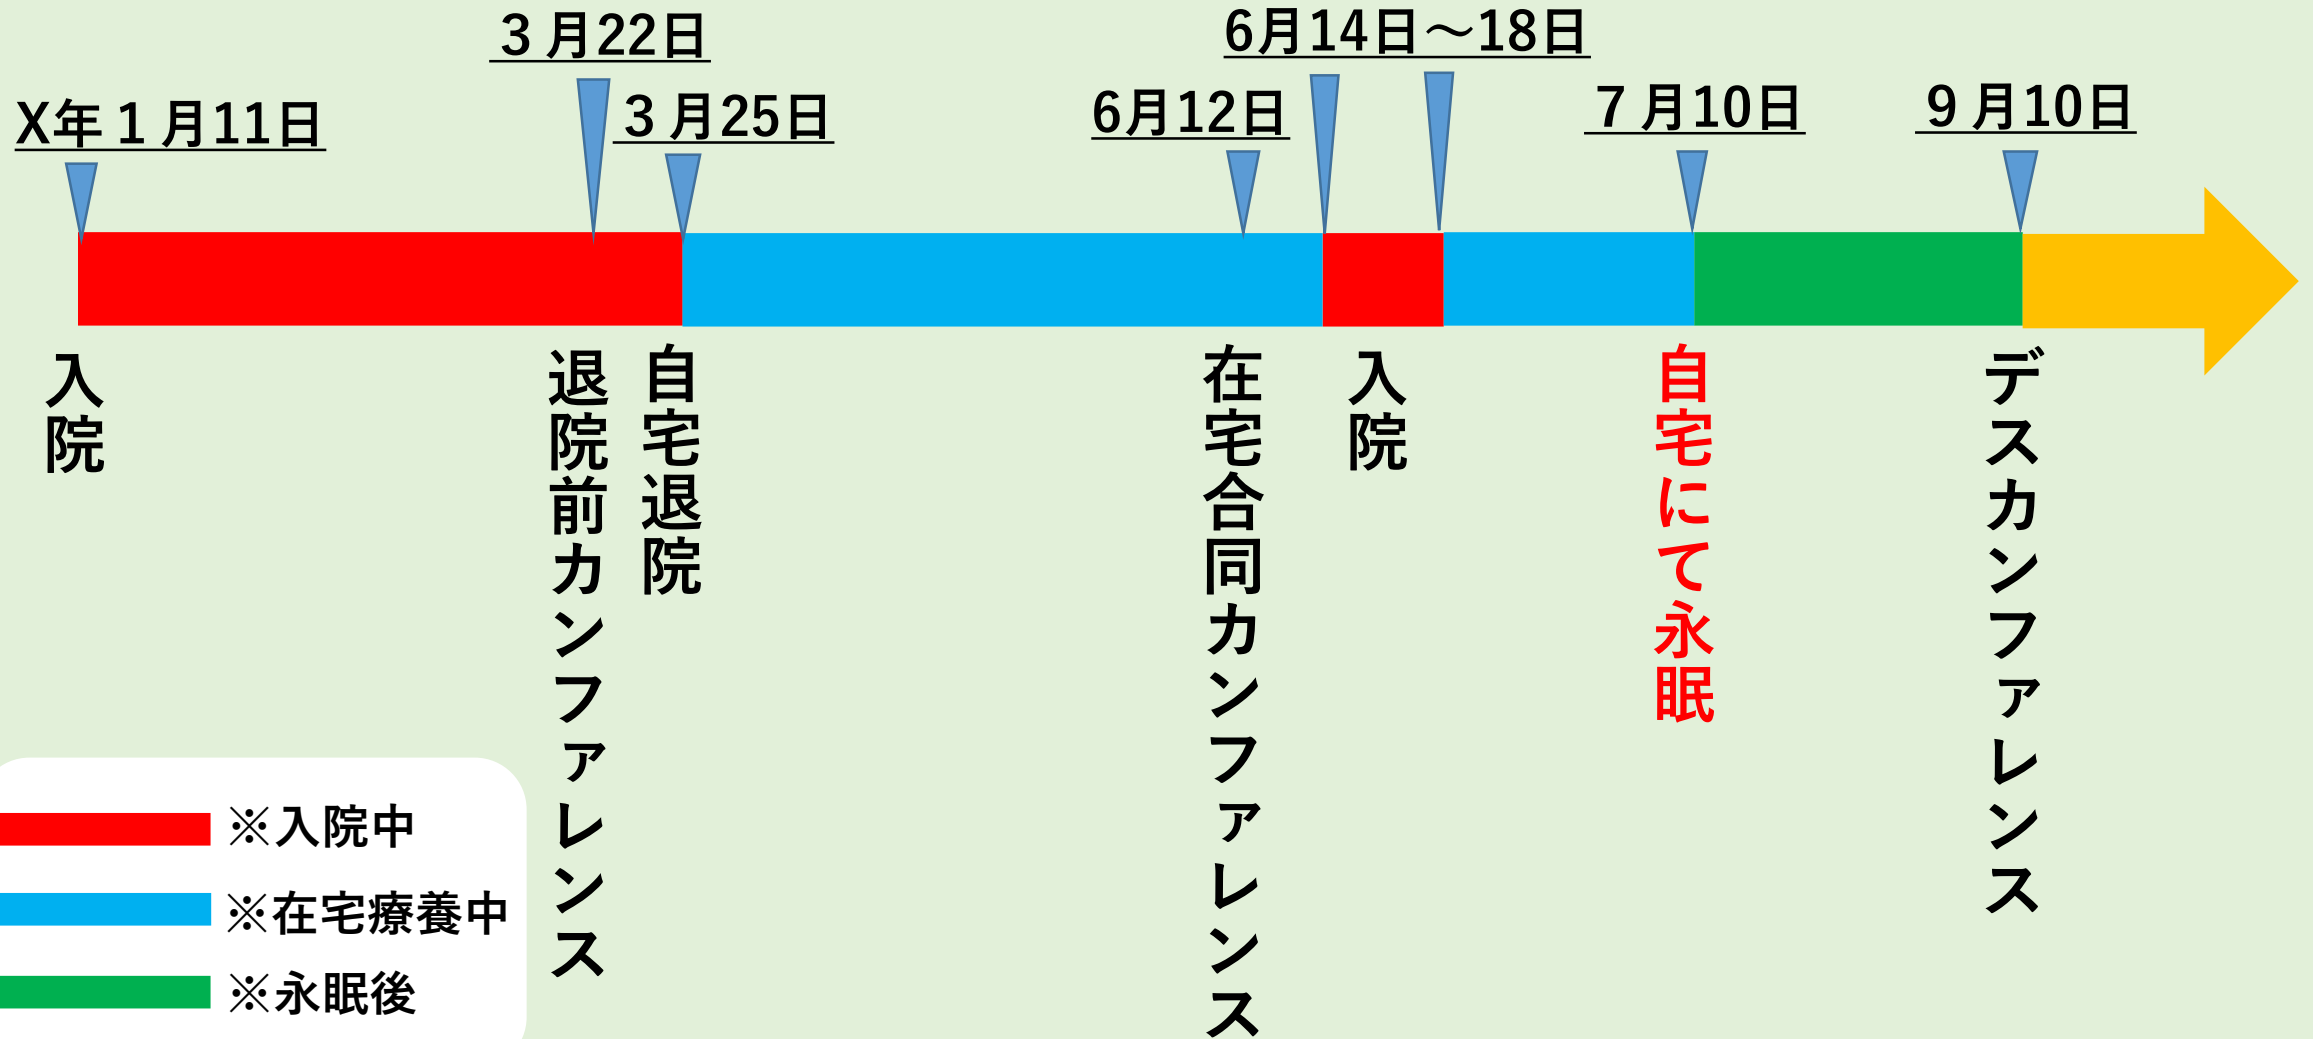 X年１月11日
３月22日
３月25日
6月12日
6月14日～18日
７月10日
９月10日
入院
退院前カンファレンス
自宅退院
在宅合同カンファレンス
入院
自宅にて永眠
デスカンファレンス
※入院中
※在宅療養中
※永眠後